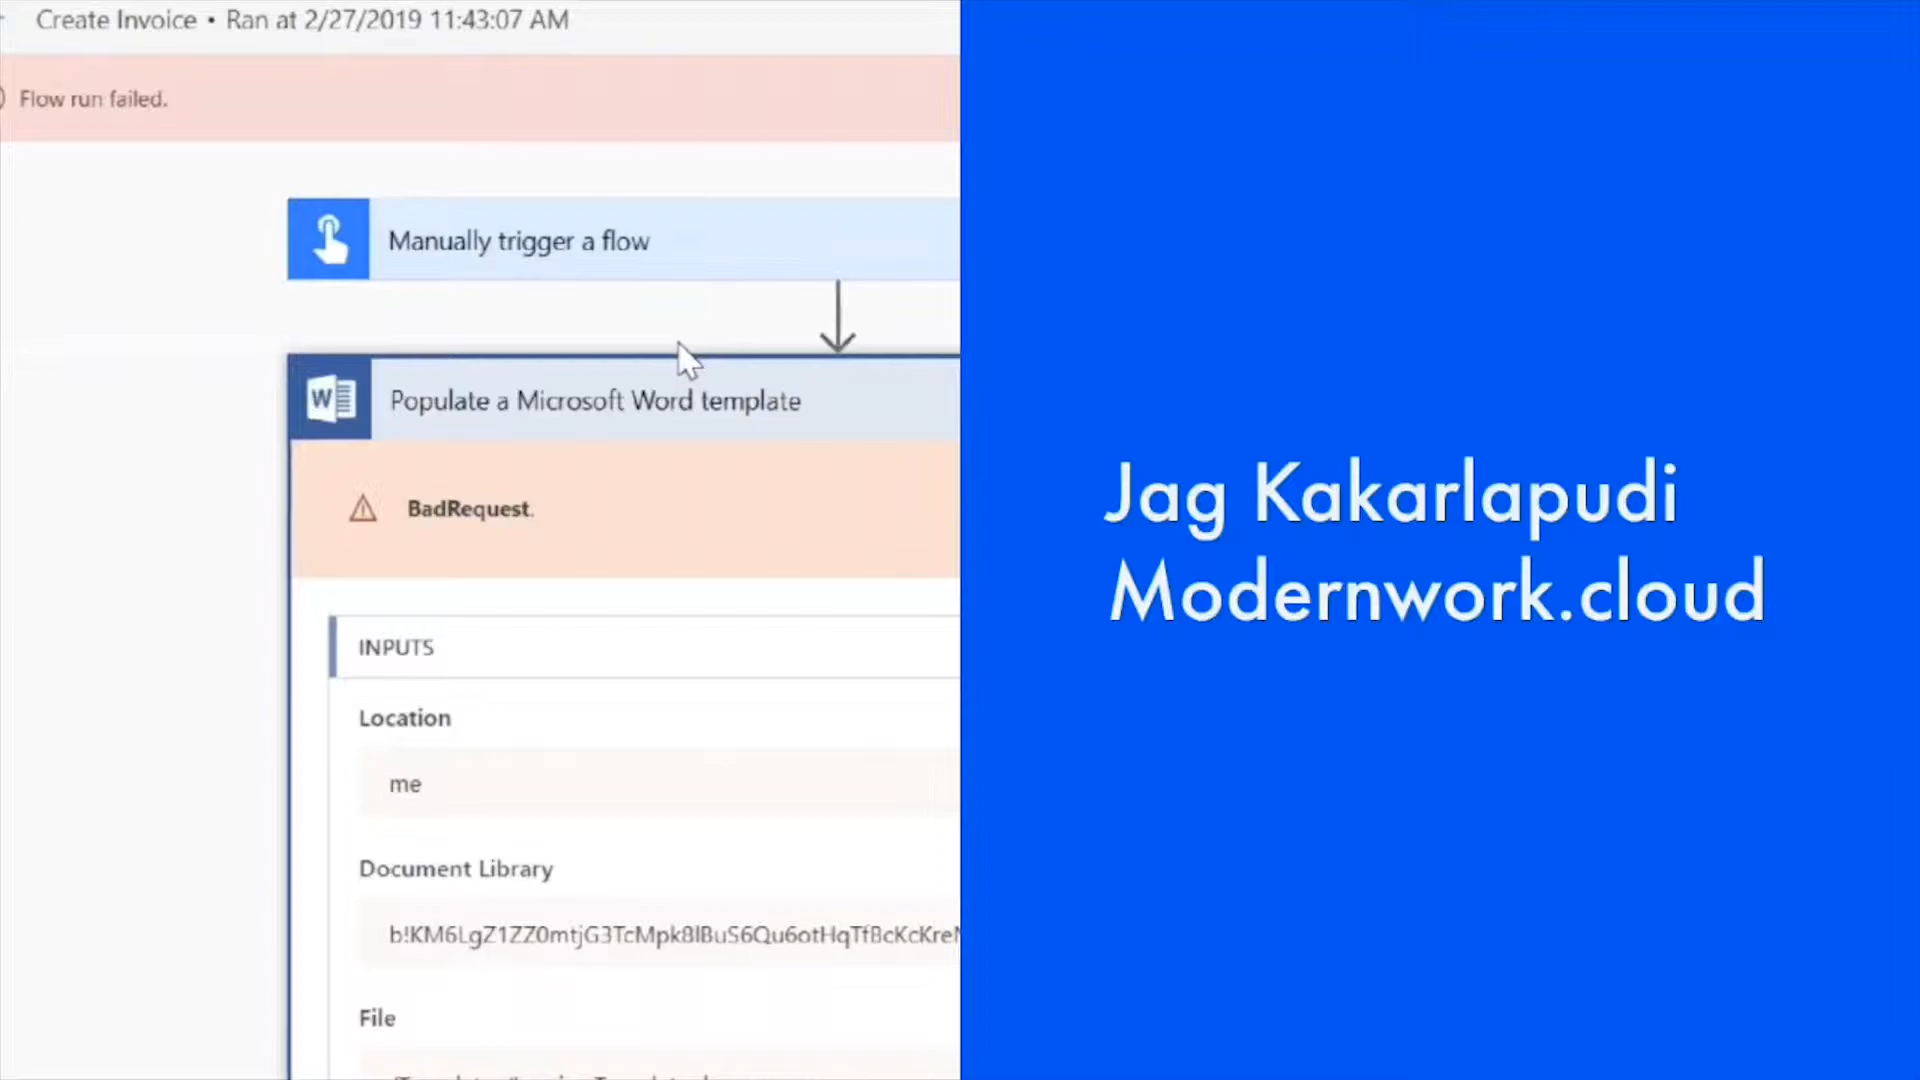 Create Invoice • Ran at 2/27/2019 11:43:07 AM
Flow run failed.
Manually trigger a flow
W
Populate a Microsoft Word template
BadRequest.
INPUTS
Location
me
Document Library
b!KM6LgZ1ZZ0mtjG3TcMpk8lBuS6Qu6otHqTfBcKcKre
File
Jag Kakarlapudi
Modernwork.cloud